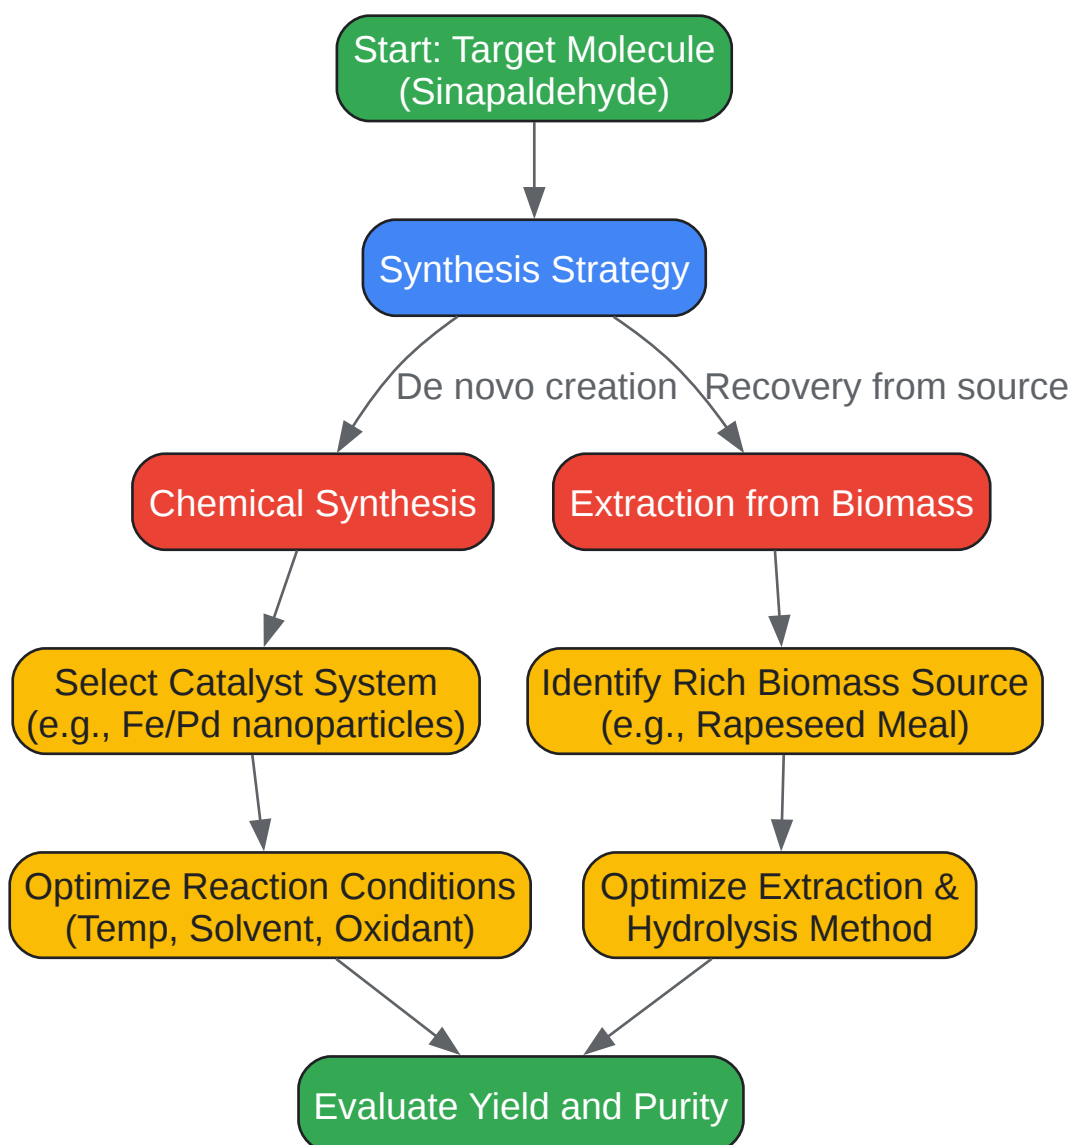 Start: Target Molecule
(Sinapaldehyde)
Synthesis Strategy
De novo creation
Recovery from source
Chemical Synthesis
Extraction from Biomass
Select Catalyst System
(e.g., Fe/Pd nanoparticles)
Identify Rich Biomass Source
(e.g., Rapeseed Meal)
Optimize Reaction Conditions
(Temp, Solvent, Oxidant)
Optimize Extraction &
Hydrolysis Method
Evaluate Yield and Purity